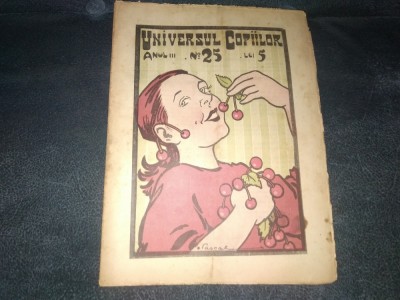 UNIVERSUL COPIILOR
ANUL III . No 25 . LEI 5